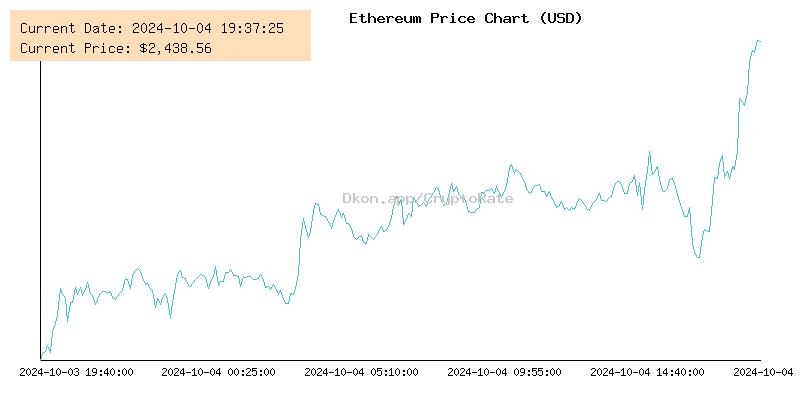 Ethereum Price Chart (USD)
Current Date: 2024-10-04 19:37:25
Current Price: $2,438.56
Dkon.app/CryptoRate
2024-10-03 19:40:00 2024-10-04 00:25:00 2024-10-04 05:10:00 2024-10-04 09:55:00 2024-10-04 14:40:00 2024-10-04